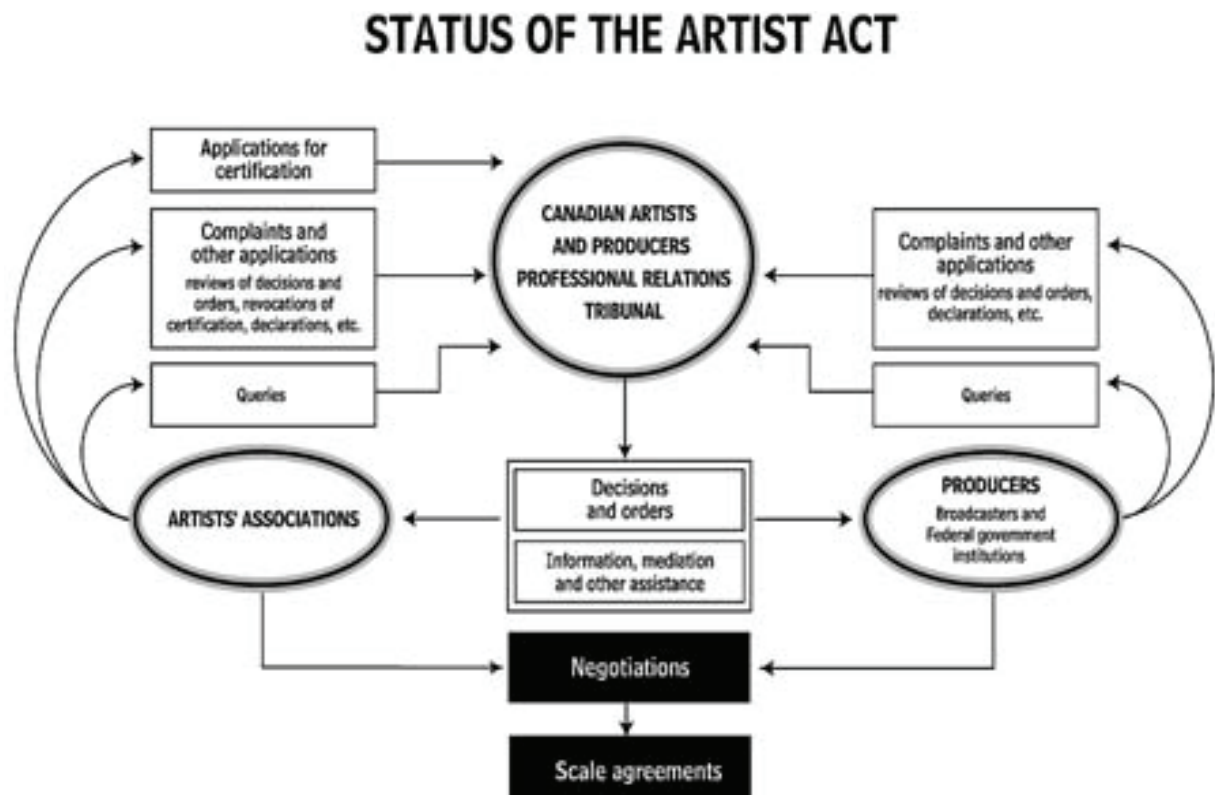 STATUS OF THE ARTIST ACT
Applications for
certification
Complaints and
other applications
reviews of decisions and
orders, revocations of
certification, declarations, etc.
Queries
CANADIAN ARTISTS
AND PRODUCERS
PROFESSIONAL RELATIONS
TRIBUNAL
Complaints and other
applications
reviews of decisions and orders,
declarations, etc.
Queries
ARTISTS' ASSOCIATIONS
Decisions
and orders
Information, mediation
and other assistance
PRODUCERS
Broadcasters and
Federal government
institutions
Negotiations
Scale agreements